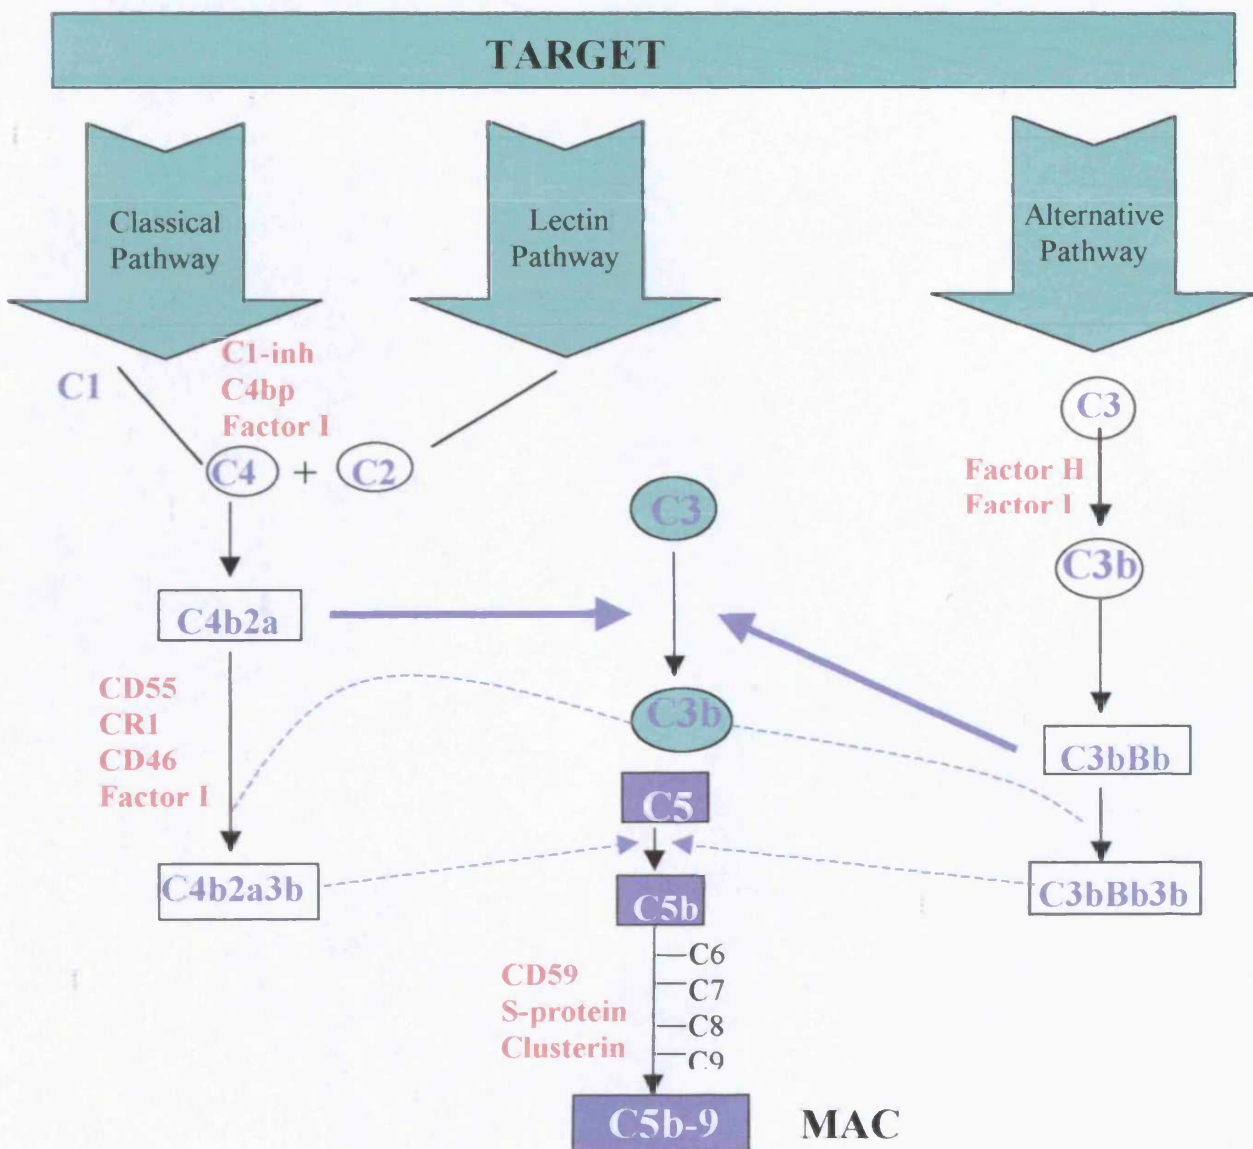 TARGET
Classical
Pathway
Lectin
Pathway
Alternative
Pathway
C1
C1-inh
C4bp
Factor I
C4 + C2
C3
Factor H
Factor I
C3b
C3
C4b2a
CD55
CR1
CD46
Factor I
C3b
C3bBb
C5
C4b2a3b
C3bBb3b
C5b
C6
C7
C8
C9
CD59
S-protein
Clusterin
C5b-9
MAC